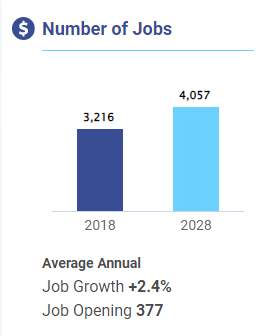 $ Number of Jobs
4,057
3,216
2018 2028
Average Annual
Job Growth +2.4%
Job Opening 377